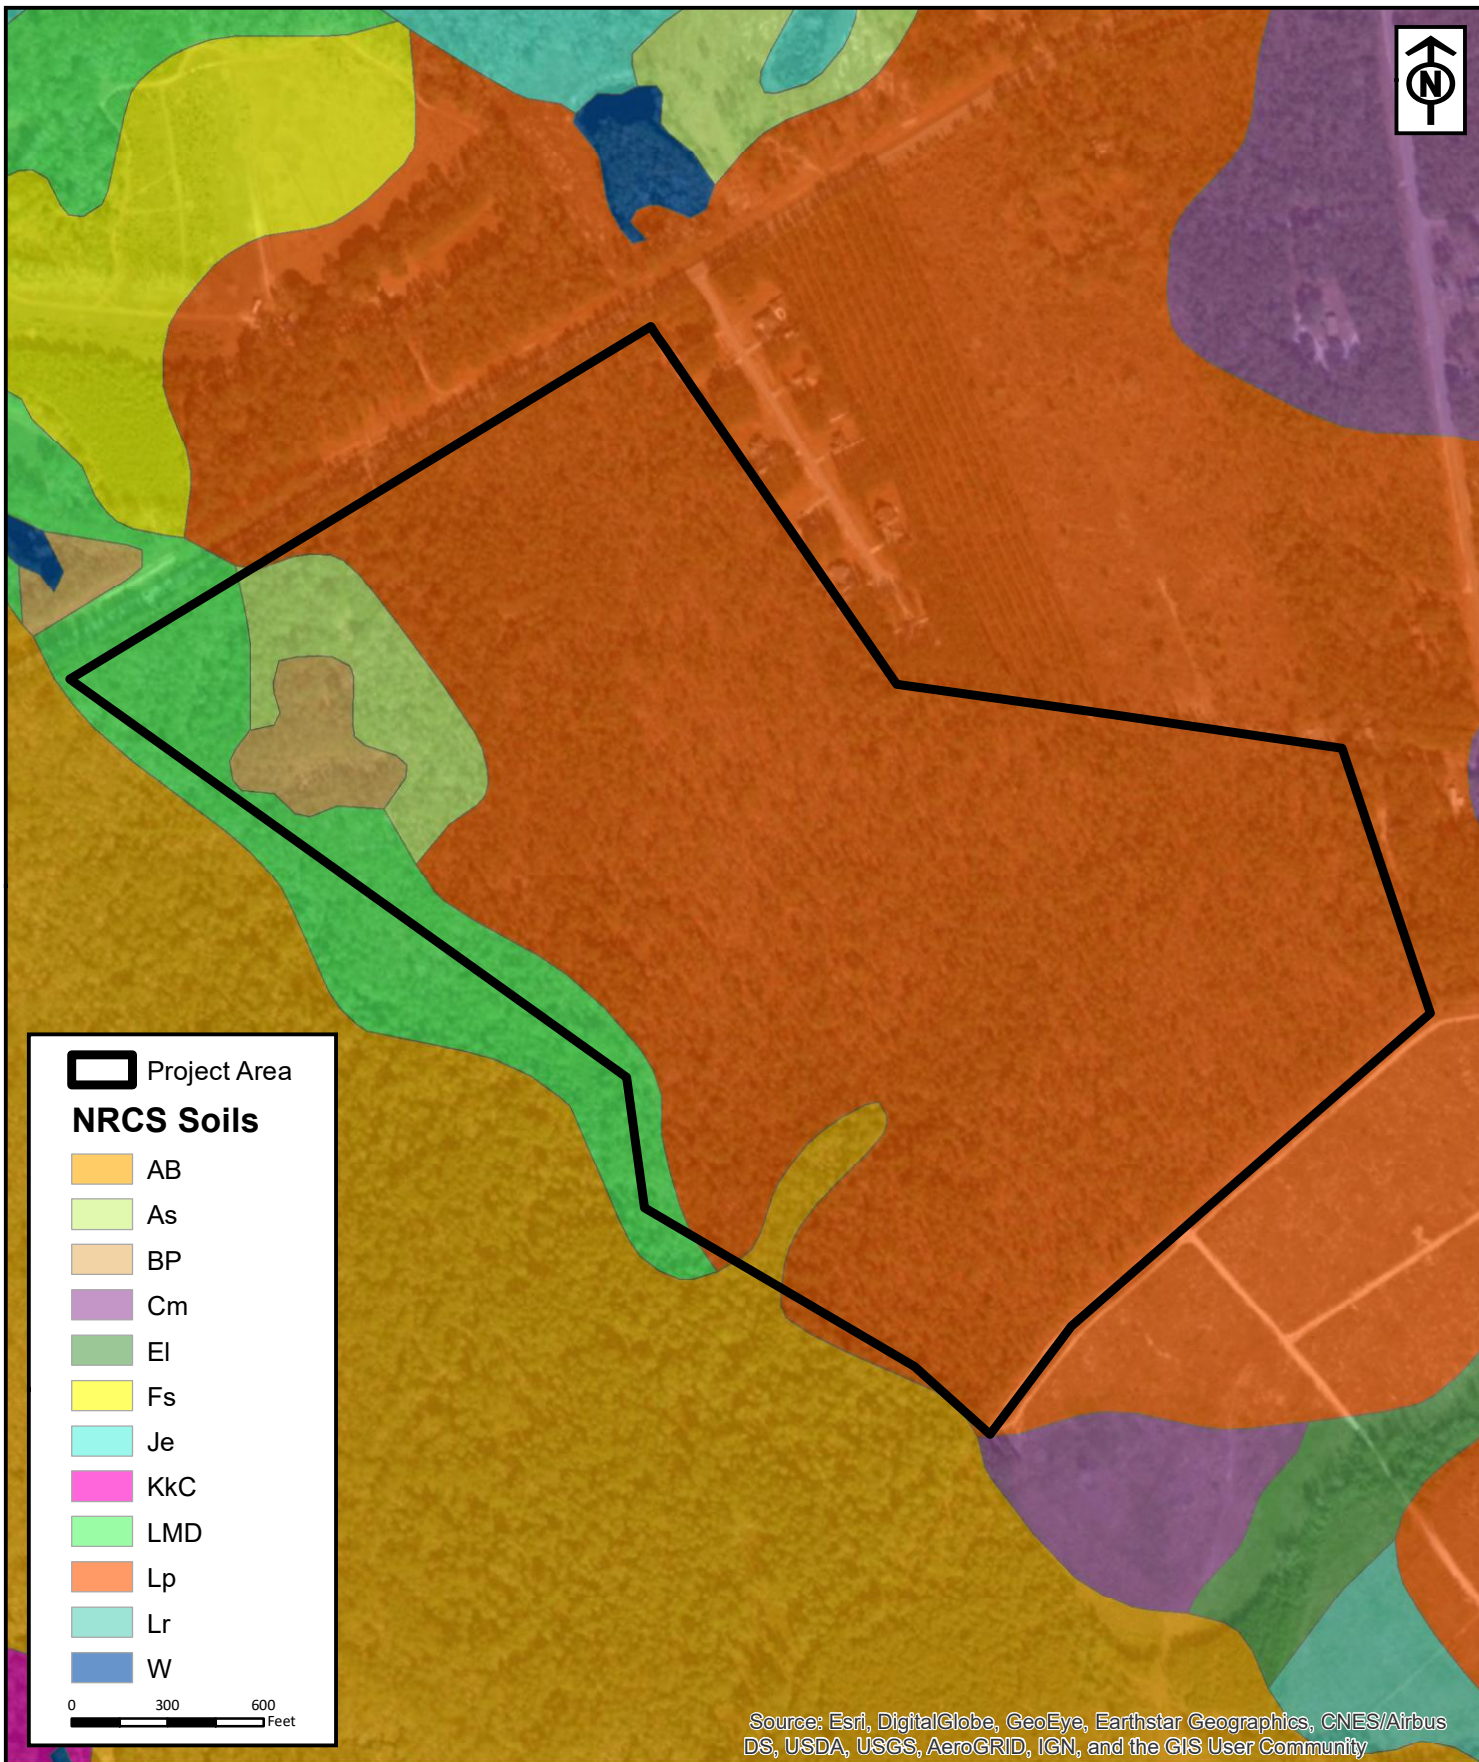 N
Project Area
NRCS Soils
AB
As
BP
Cm
El
Fs
Je
KkC
LMD
Lp
Lr
W
0 300 600
Feet
Source: Esri, DigitalGlobe, GeoEye, Earthstar Geographics, CNES/Airbus
DS, USDA, USGS, AeroGRID, IGN, and the GIS User Community